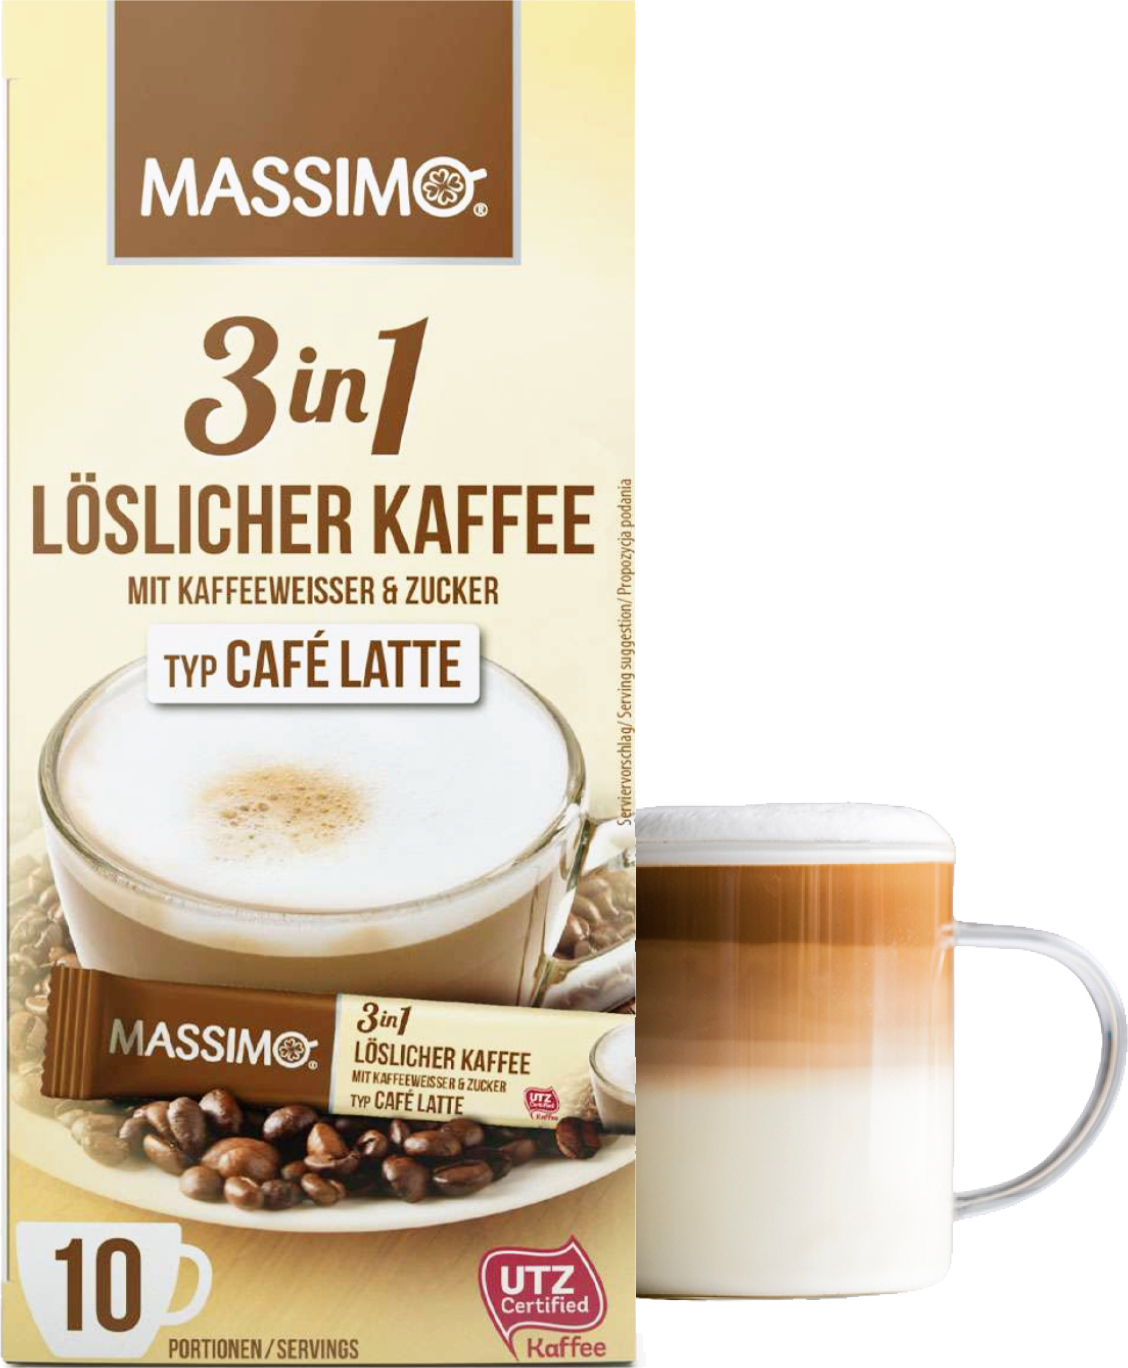 MASSIMO®
3in1
LÖSLICHER KAFFEE
MIT KAFFEEWEISSER & ZUCKER
TYP CAFÉ LATTE
Serviervorschlag/ Serving suggestion/ Propozycja podania
MASSIMO®
3in1
LÖSLICHER KAFFEE
MIT KAFFEEWEISSER & ZUCKER
TYP CAFÉ LATTE
UTZ
Certified
Kaffee
10
PORTIONEN/SERVINGS
UTZ
Certified
Kaffee